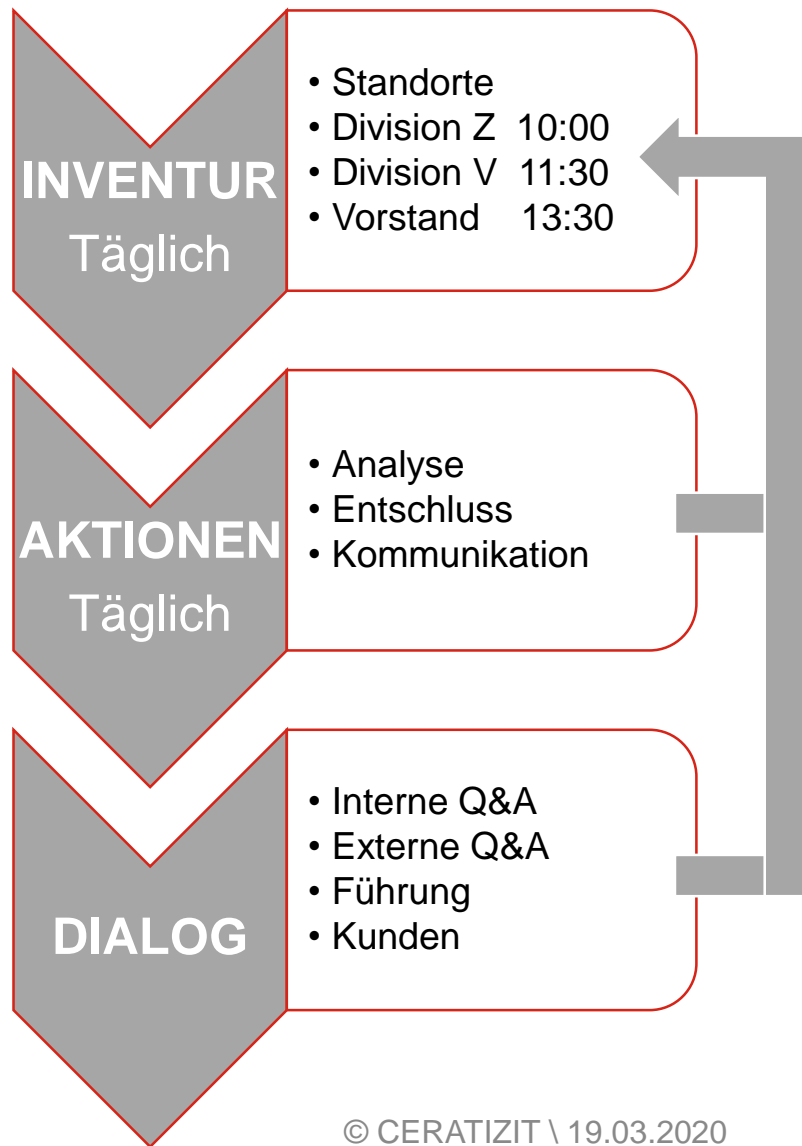 INVENTUR
Täglich
• Standorte
• Division Z 10:00
• Division V 11:30
• Vorstand 13:30
AKTIONEN
Täglich
• Analyse
• Entschluss
• Kommunikation
DIALOG
• Interne Q&A
• Externe Q&A
• Führung
• Kunden
© CERATIZIT \ 19.03.2020